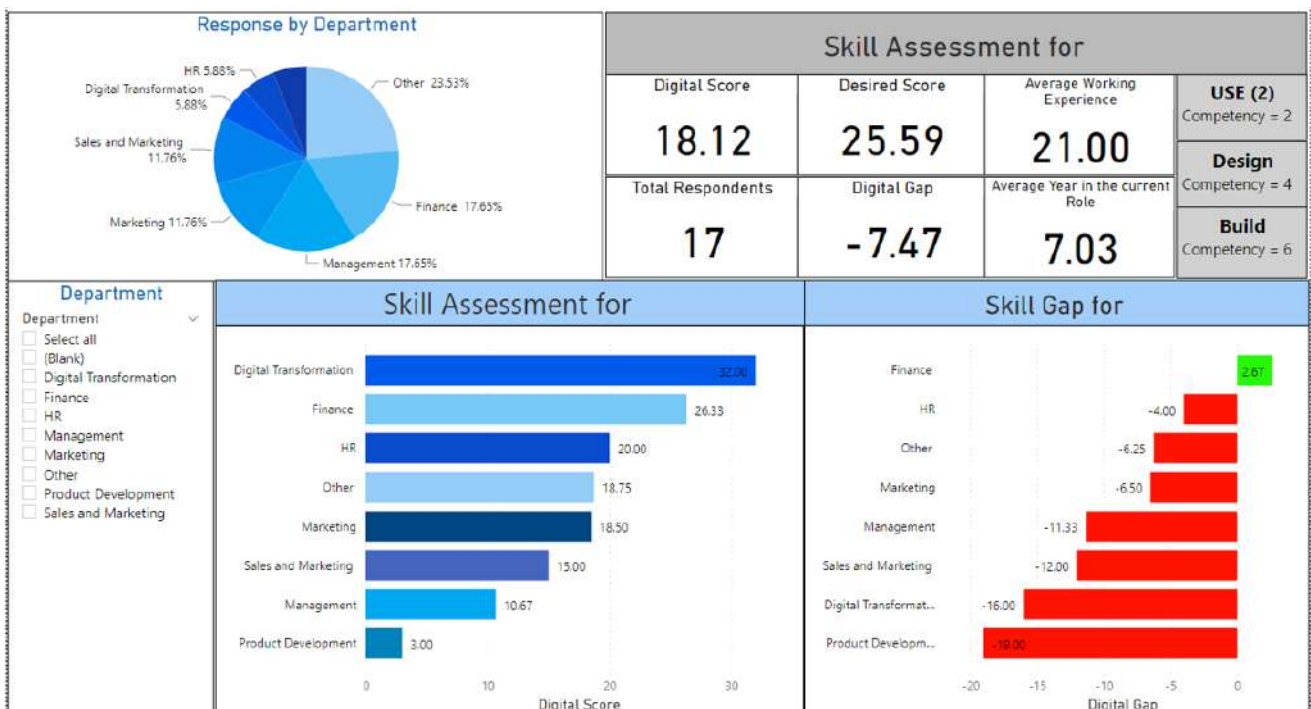 Response by Department
HR 5.88%
Digital Transformation
5.88%
Sales and Marketing
11.76%
Marketing 11.76%
Other 23.53%
Finance 17.65%
Management 17.65%
Skill Assessment for
Digital Score
18.12
Desired Score
25.59
Average Working
Experience
21.00
USE (2)
Competency = 2
Design
Competency = 4
Total Respondents
17
Digital Gap
-7.47
Average Year in the current
Role
7.03
Build
Competency = 6
Department
Department
Select all
(Blank)
Digital Transformation
Finance
HR
Management
Marketing
Other
Product Development
Sales and Marketing
Skill Assessment for
Digital Transformation 32.00
Finance 26.33
HR 20.00
Other 18.75
Marketing 18.50
Sales and Marketing 15.00
Management 10.67
Product Development 3.00
0 10 20 30
Digital Score
Skill Gap for
Finance 2.67
HR -4.00
Other -6.25
Marketing -6.50
Management -11.33
Sales and Marketing -12.00
Digital Transformat... -16.00
Product Developm... -19.00
-20 -15 -10 -5 0
Digital Gap